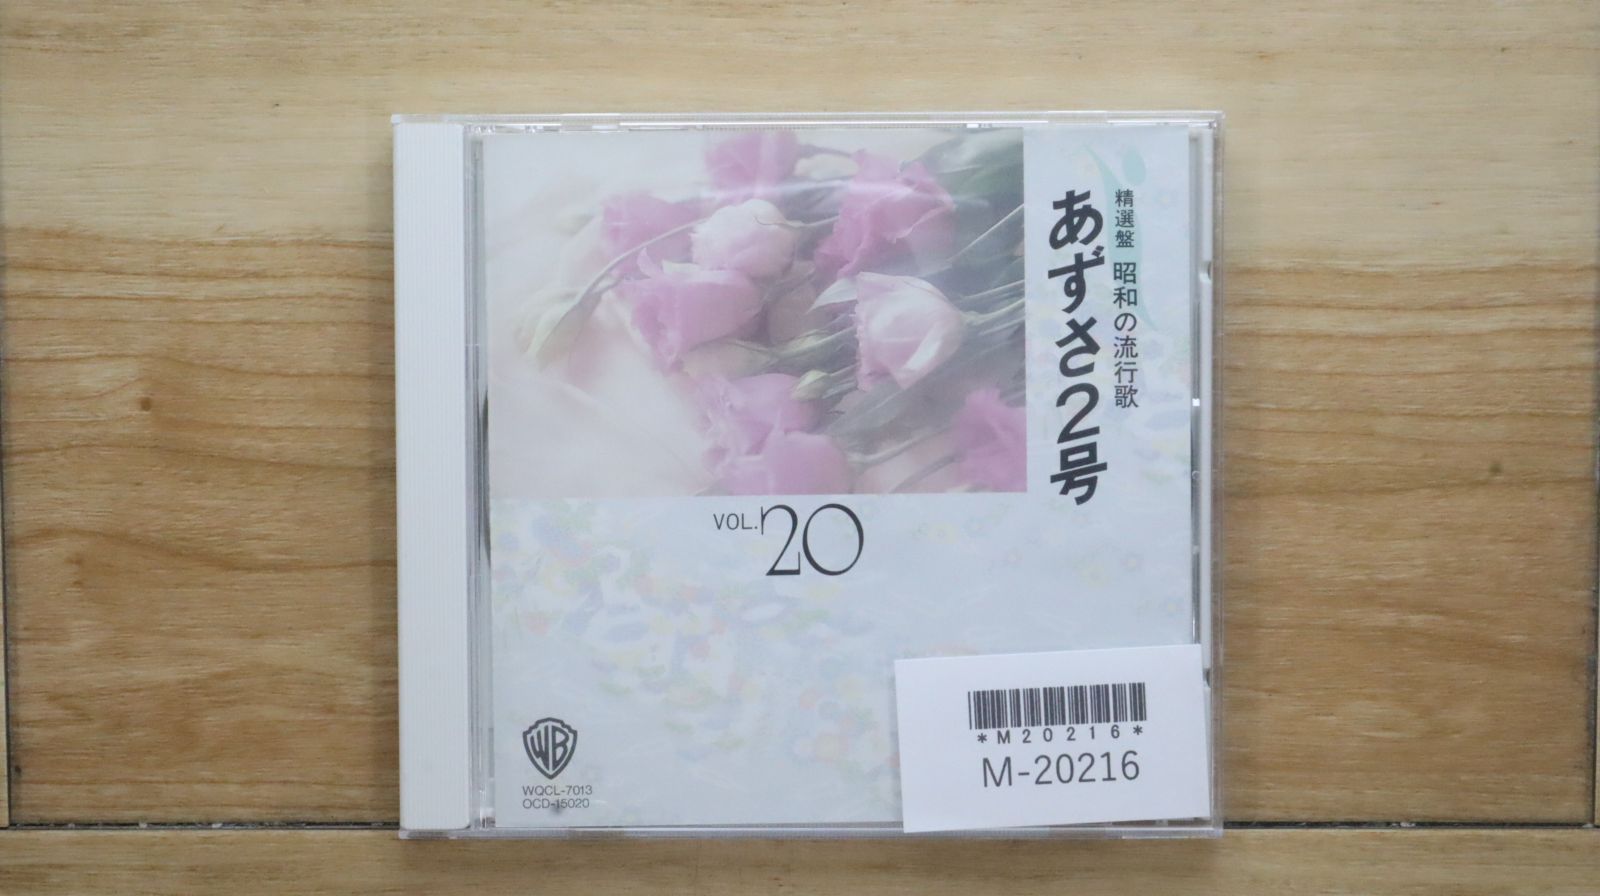 精選盤 昭和の流行歌
あずさ2号
VOL.20
WB
WQCL-7013
OCD-15020
*M20216*
M-20216